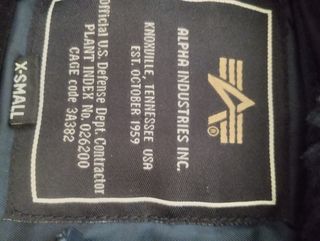 ®
ALPHA INDUSTRIES INC.
KNOXVILLE, TENNESSEE USA
EST. OCTOBER 1959
Official U.S. Defense Dept. Contractor
PLANT INDEX No. 026200
CAGE code 3A382
X-SMALL